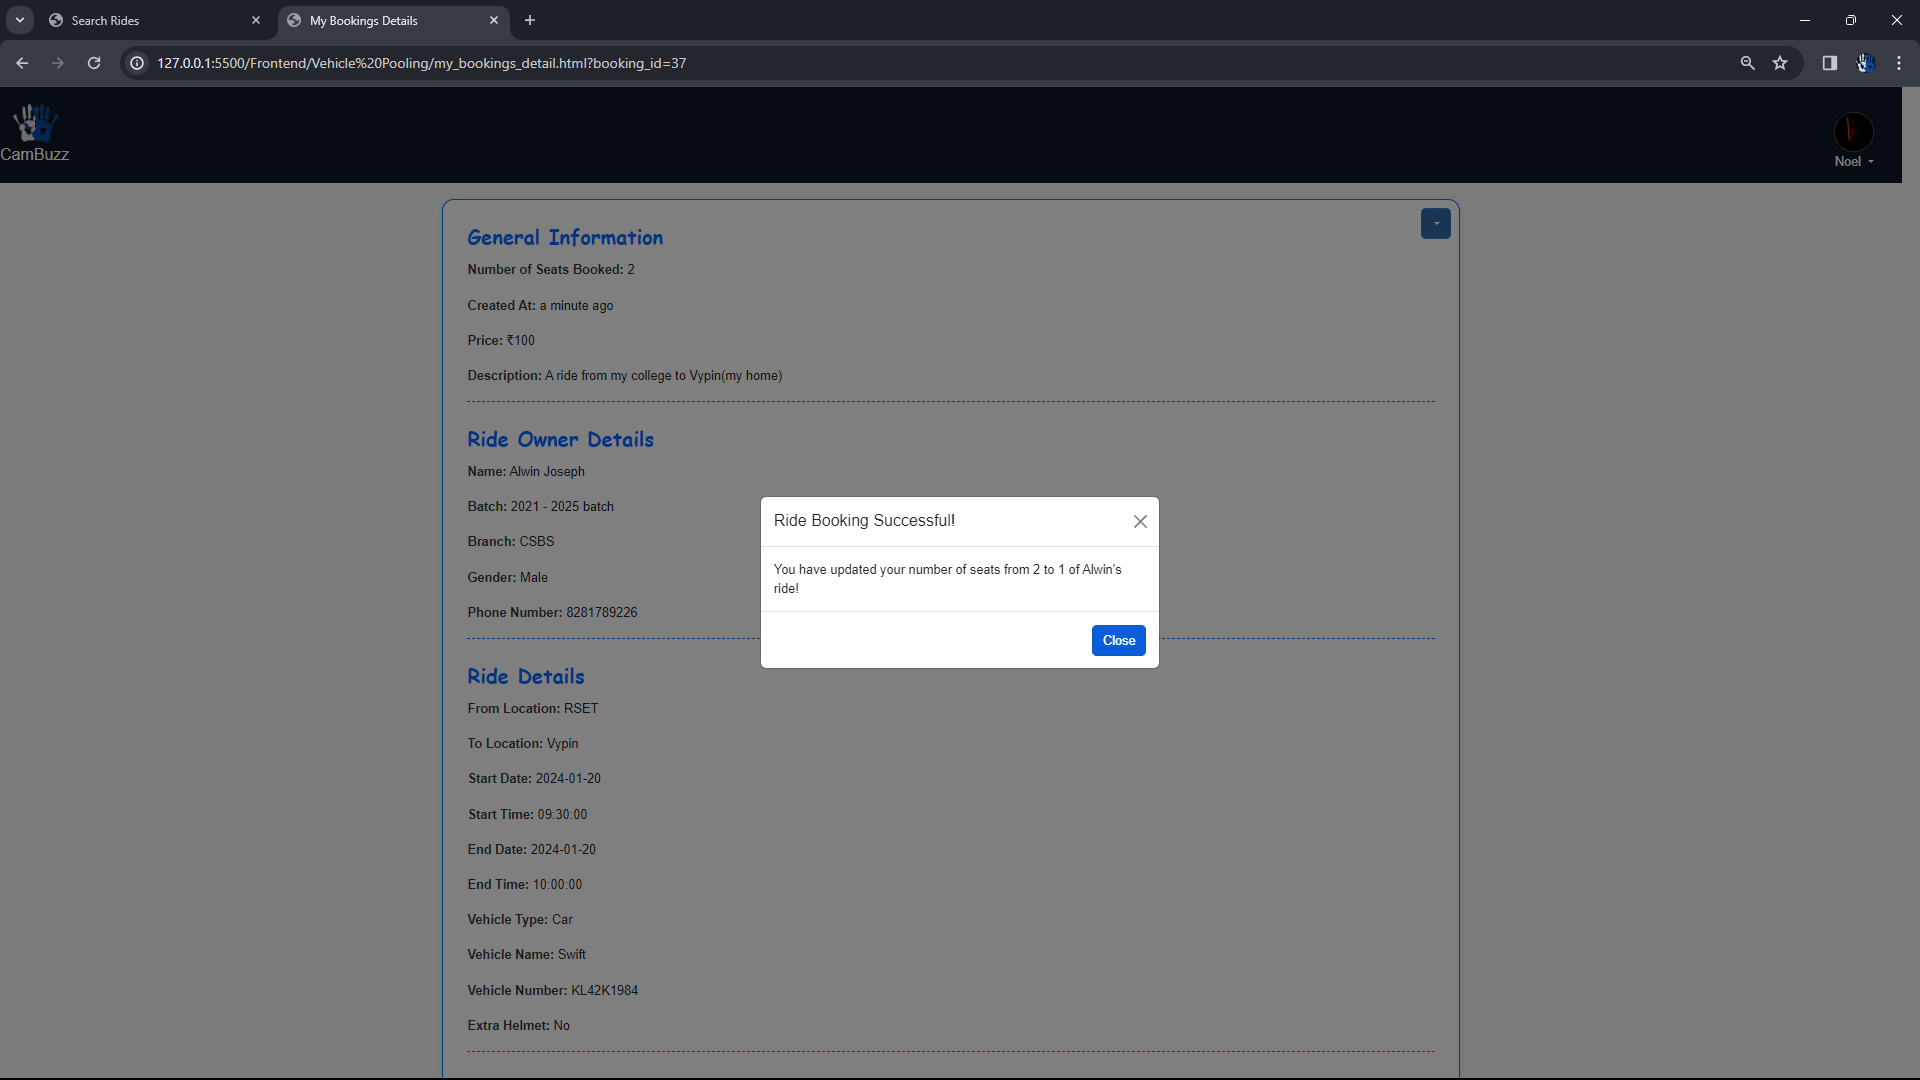 Search Rides
My Bookings Details
127.0.0.1:5500/Frontend/Vehicle%20Pooling/my_bookings_detail.html?booking_id=37
CamBuzz
Noel
General Information
Number of Seats Booked: 2
Created At: a minute ago
Price: ₹100
Description: A ride from my college to Vypin(my home)
Ride Owner Details
Name: Alwin Joseph
Batch: 2021 - 2025 batch
Branch: CSBS
Gender: Male
Phone Number: 8281789226
Ride Booking Successful!
You have updated your number of seats from 2 to 1 of Alwin's
ride!
Close
Ride Details
From Location: RSET
To Location: Vypin
Start Date: 2024-01-20
Start Time: 09:30:00
End Date: 2024-01-20
End Time: 10:00:00
Vehicle Type: Car
Vehicle Name: Swift
Vehicle Number: KL42K1984
Extra Helmet: No